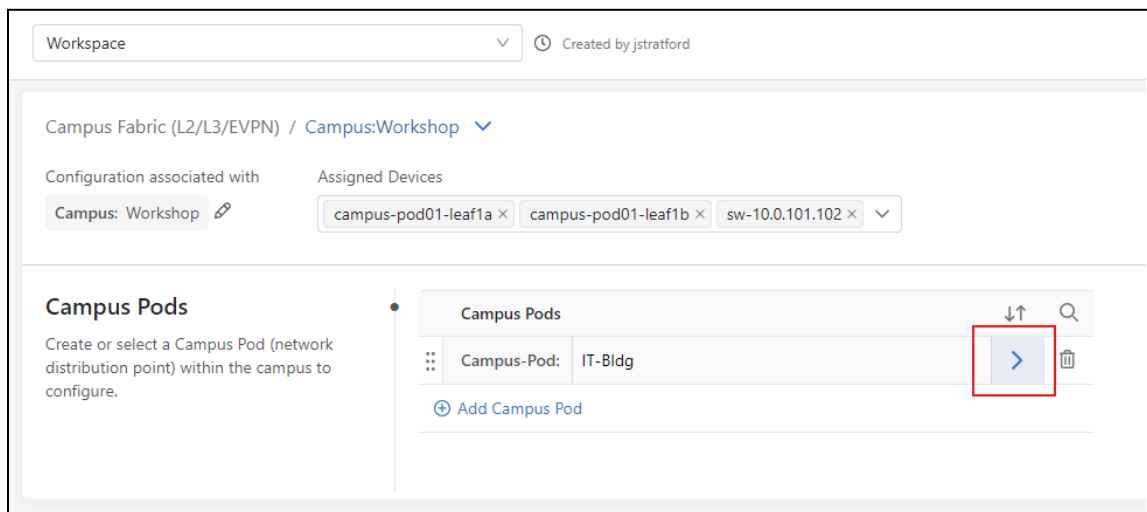 Workspace
Created by jstratford
Campus Fabric (L2/L3/EVPN) / Campus:Workshop
Configuration associated with
Assigned Devices
Campus: Workshop
campus-pod01-leaf1a × campus-pod01-leaf1b × sw-10.0.101.102 ×
Campus Pods
Create or select a Campus Pod (network
distribution point) within the campus to
configure.
Campus Pods
Campus-Pod: IT-Bldg
Add Campus Pod